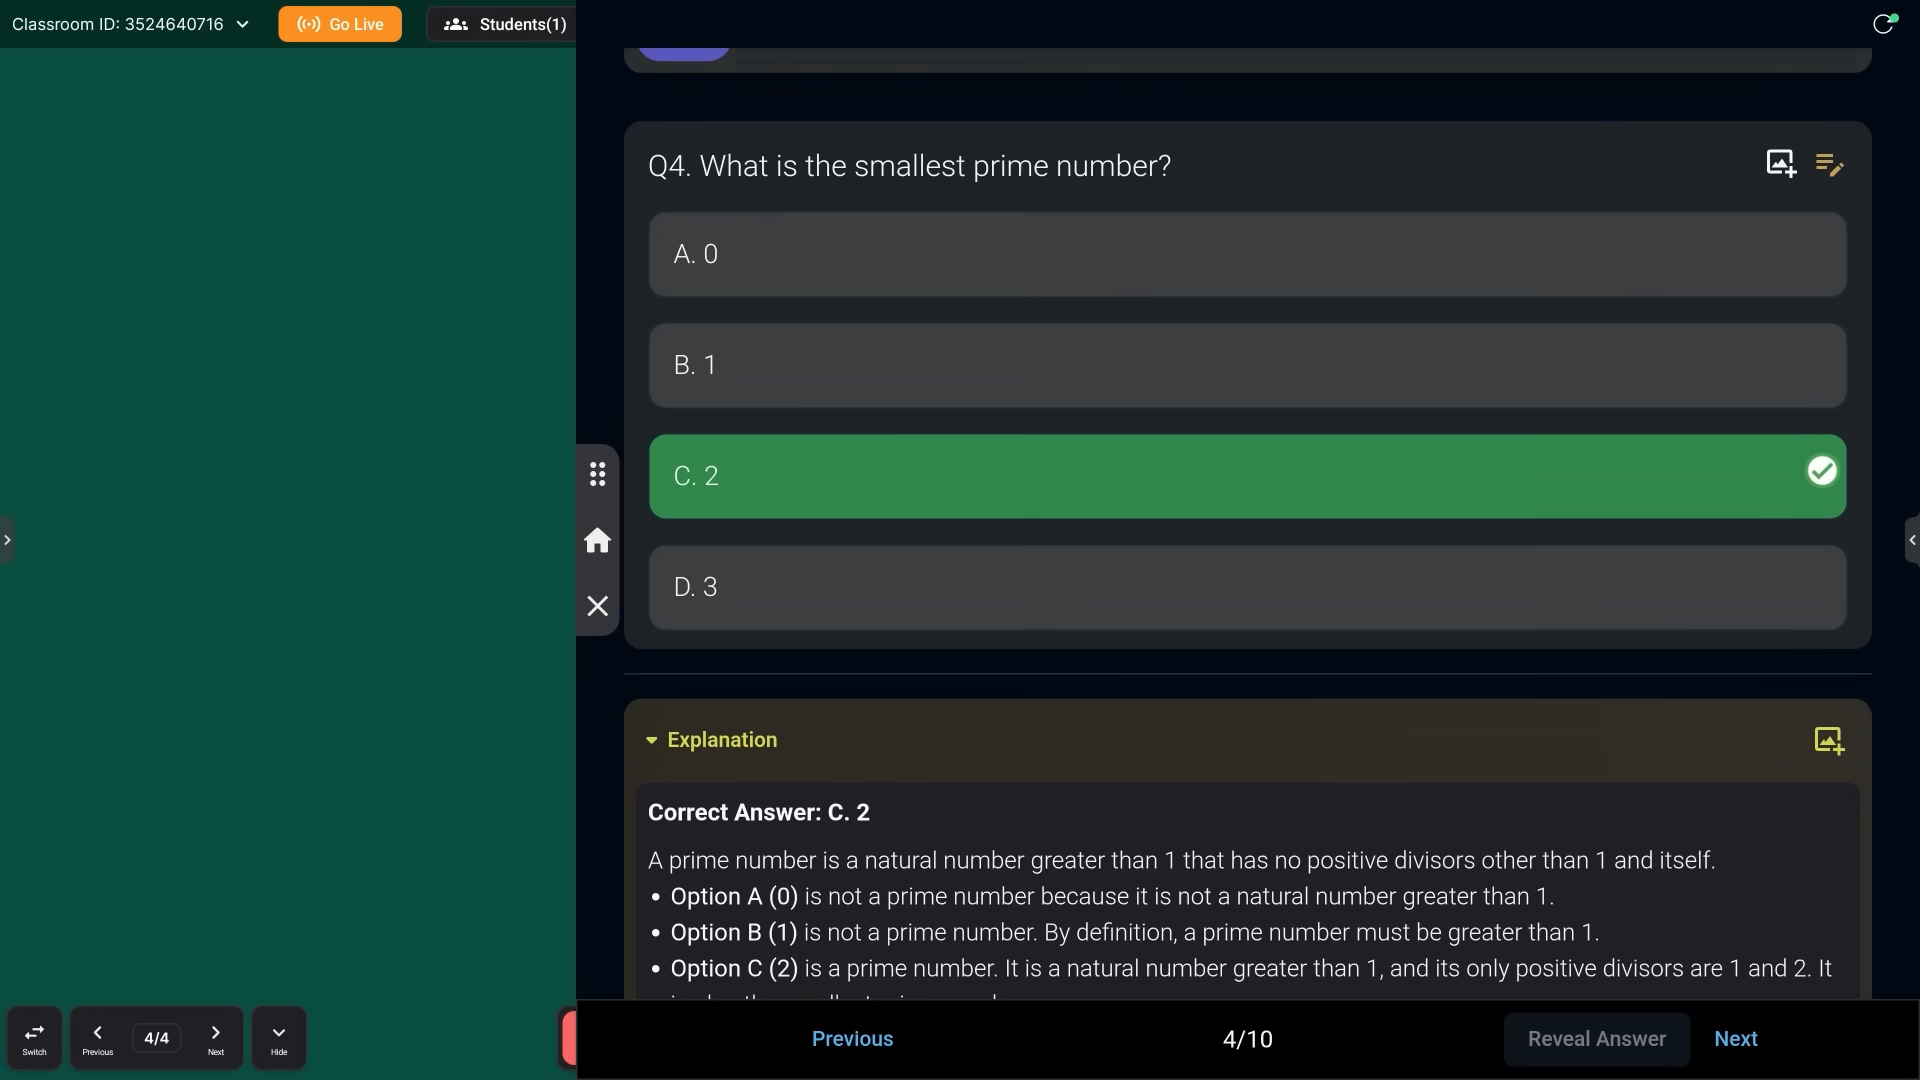 Classroom ID: 3524640716
Go Live
Students(1)
Q4. What is the smallest prime number?
A. 0
B. 1
C. 2
D. 3
Explanation
Correct Answer: C. 2
A prime number is a natural number greater than 1 that has no positive divisors other than 1 and itself.
• Option A (0) is not a prime number because it is not a natural number greater than 1.
• Option B (1) is not a prime number. By definition, a prime number must be greater than 1.
• Option C (2) is a prime number. It is a natural number greater than 1, and its only positive divisors are 1 and 2. It
Switch
Previous
4/4
Next
Hide
Previous
4/10
Reveal Answer
Next